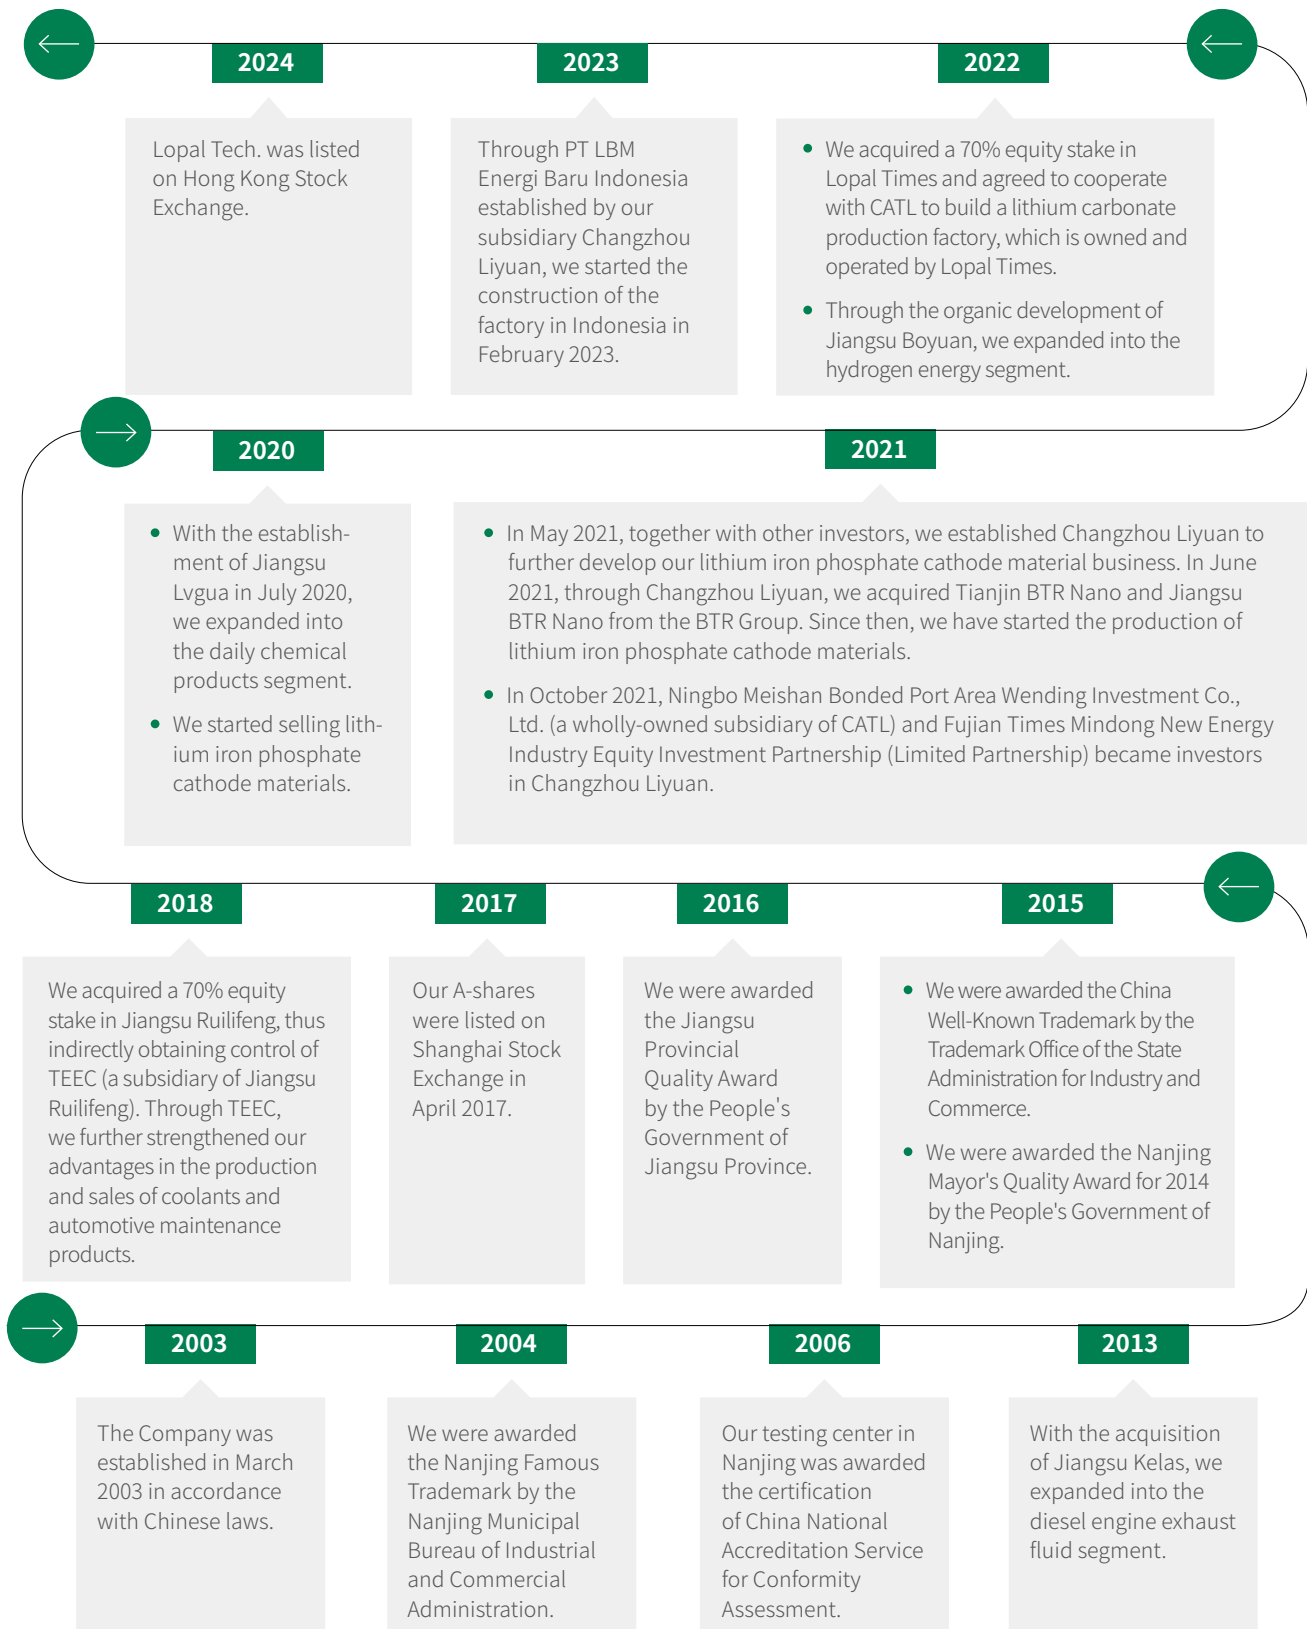 2024
Lopal Tech. was listed
on Hong Kong Stock
Exchange.
2023
Through PT LBM
Energi Baru Indonesia
established by our
subsidiary Changzhou
Liyuan, we started the
construction of the
factory in Indonesia in
February 2023.
2022
• We acquired a 70% equity stake in
Lopal Times and agreed to cooperate
with CATL to build a lithium carbonate
production factory, which is owned and
operated by Lopal Times.
• Through the organic development of
Jiangsu Boyuan, we expanded into the
hydrogen energy segment.
2020
• With the establish-
ment of Jiangsu
Lvgua in July 2020,
we expanded into
the daily chemical
products segment.
• We started selling lith-
ium iron phosphate
cathode materials.
2021
• In May 2021, together with other investors, we established Changzhou Liyuan to
further develop our lithium iron phosphate cathode material business. In June
2021, through Changzhou Liyuan, we acquired Tianjin BTR Nano and Jiangsu
BTR Nano from the BTR Group. Since then, we have started the production of
lithium iron phosphate cathode materials.
• In October 2021, Ningbo Meishan Bonded Port Area Wending Investment Co.,
Ltd. (a wholly-owned subsidiary of CATL) and Fujian Times Mindong New Energy
Industry Equity Investment Partnership (Limited Partnership) became investors
in Changzhou Liyuan.
2018
We acquired a 70% equity
stake in Jiangsu Ruilifeng, thus
indirectly obtaining control of
TEEC (a subsidiary of Jiangsu
Ruilifeng). Through TEEC,
we further strengthened our
advantages in the production
and sales of coolants and
automotive maintenance
products.
2017
Our A-shares
were listed on
Shanghai Stock
Exchange in
April 2017.
2016
We were awarded
the Jiangsu
Provincial
Quality Award
by the People's
Government of
Jiangsu Province.
2015
• We were awarded the China
Well-Known Trademark by the
Trademark Office of the State
Administration for Industry and
Commerce.
• We were awarded the Nanjing
Mayor's Quality Award for 2014
by the People's Government of
Nanjing.
2003
The Company was
established in March
2003 in accordance
with Chinese laws.
2004
We were awarded
the Nanjing Famous
Trademark by the
Nanjing Municipal
Bureau of Industrial
and Commercial
Administration.
2006
Our testing center in
Nanjing was awarded
the certification
of China National
Accreditation Service
for Conformity
Assessment.
2013
With the acquisition
of Jiangsu Kelas, we
expanded into the
diesel engine exhaust
fluid segment.